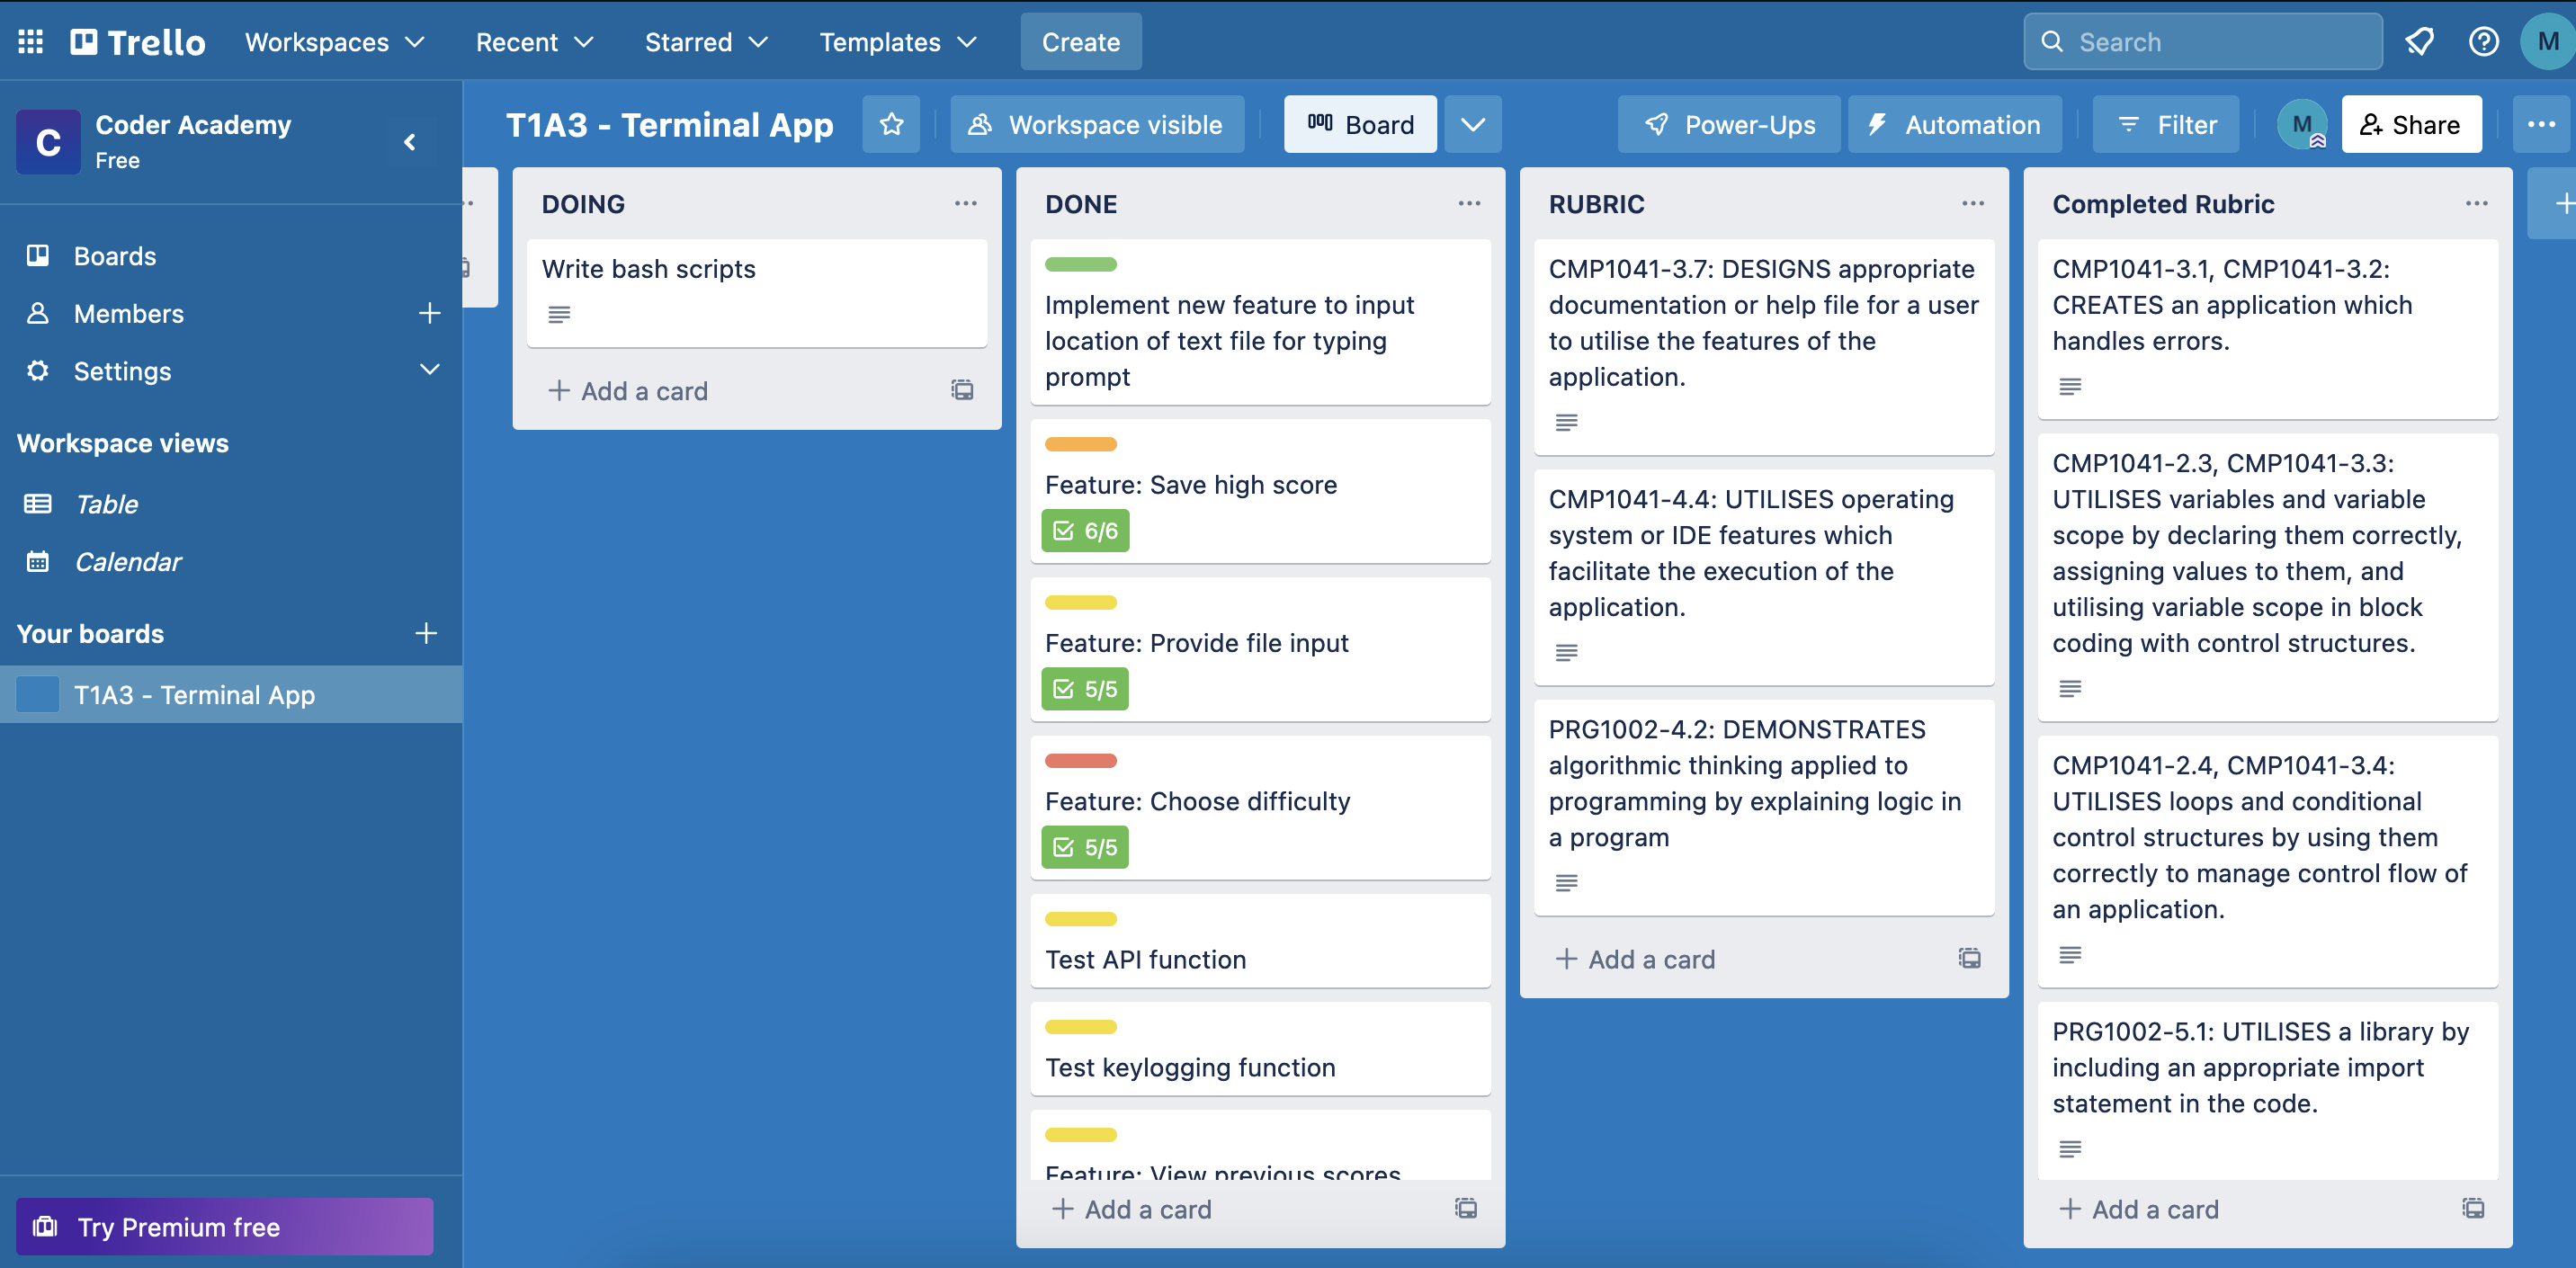 Trello
Workspaces
Recent
Starred
Templates
Create
Search
M
C
Coder Academy
Free
Boards
Members
Settings
Workspace views
Table
Calendar
Your boards
T1A3 - Terminal App
Try Premium free
T1A3 - Terminal App
Workspace visible
Board
Power-Ups
Automation
Filter
M
Share
DOING
Write bash scripts
Add a card
DONE
Implement new feature to input
location of text file for typing
prompt
Feature: Save high score
6/6
Feature: Provide file input
5/5
Feature: Choose difficulty
5/5
Test API function
Test keylogging function
Feature: View previous scores
Add a card
RUBRIC
CMP1041-3.7: DESIGNS appropriate
documentation or help file for a user
to utilise the features of the
application.
CMP1041-4.4: UTILISES operating
system or IDE features which
facilitate the execution of the
application.
PRG1002-4.2: DEMONSTRATES
algorithmic thinking applied to
programming by explaining logic in
a program
Add a card
Completed Rubric
CMP1041-3.1, CMP1041-3.2:
CREATES an application which
handles errors.
CMP1041-2.3, CMP1041-3.3:
UTILISES variables and variable
scope by declaring them correctly,
assigning values to them, and
utilising variable scope in block
coding with control structures.
CMP1041-2.4, CMP1041-3.4:
UTILISES loops and conditional
control structures by using them
correctly to manage control flow of
an application.
PRG1002-5.1: UTILISES a library by
including an appropriate import
statement in the code.
Add a card